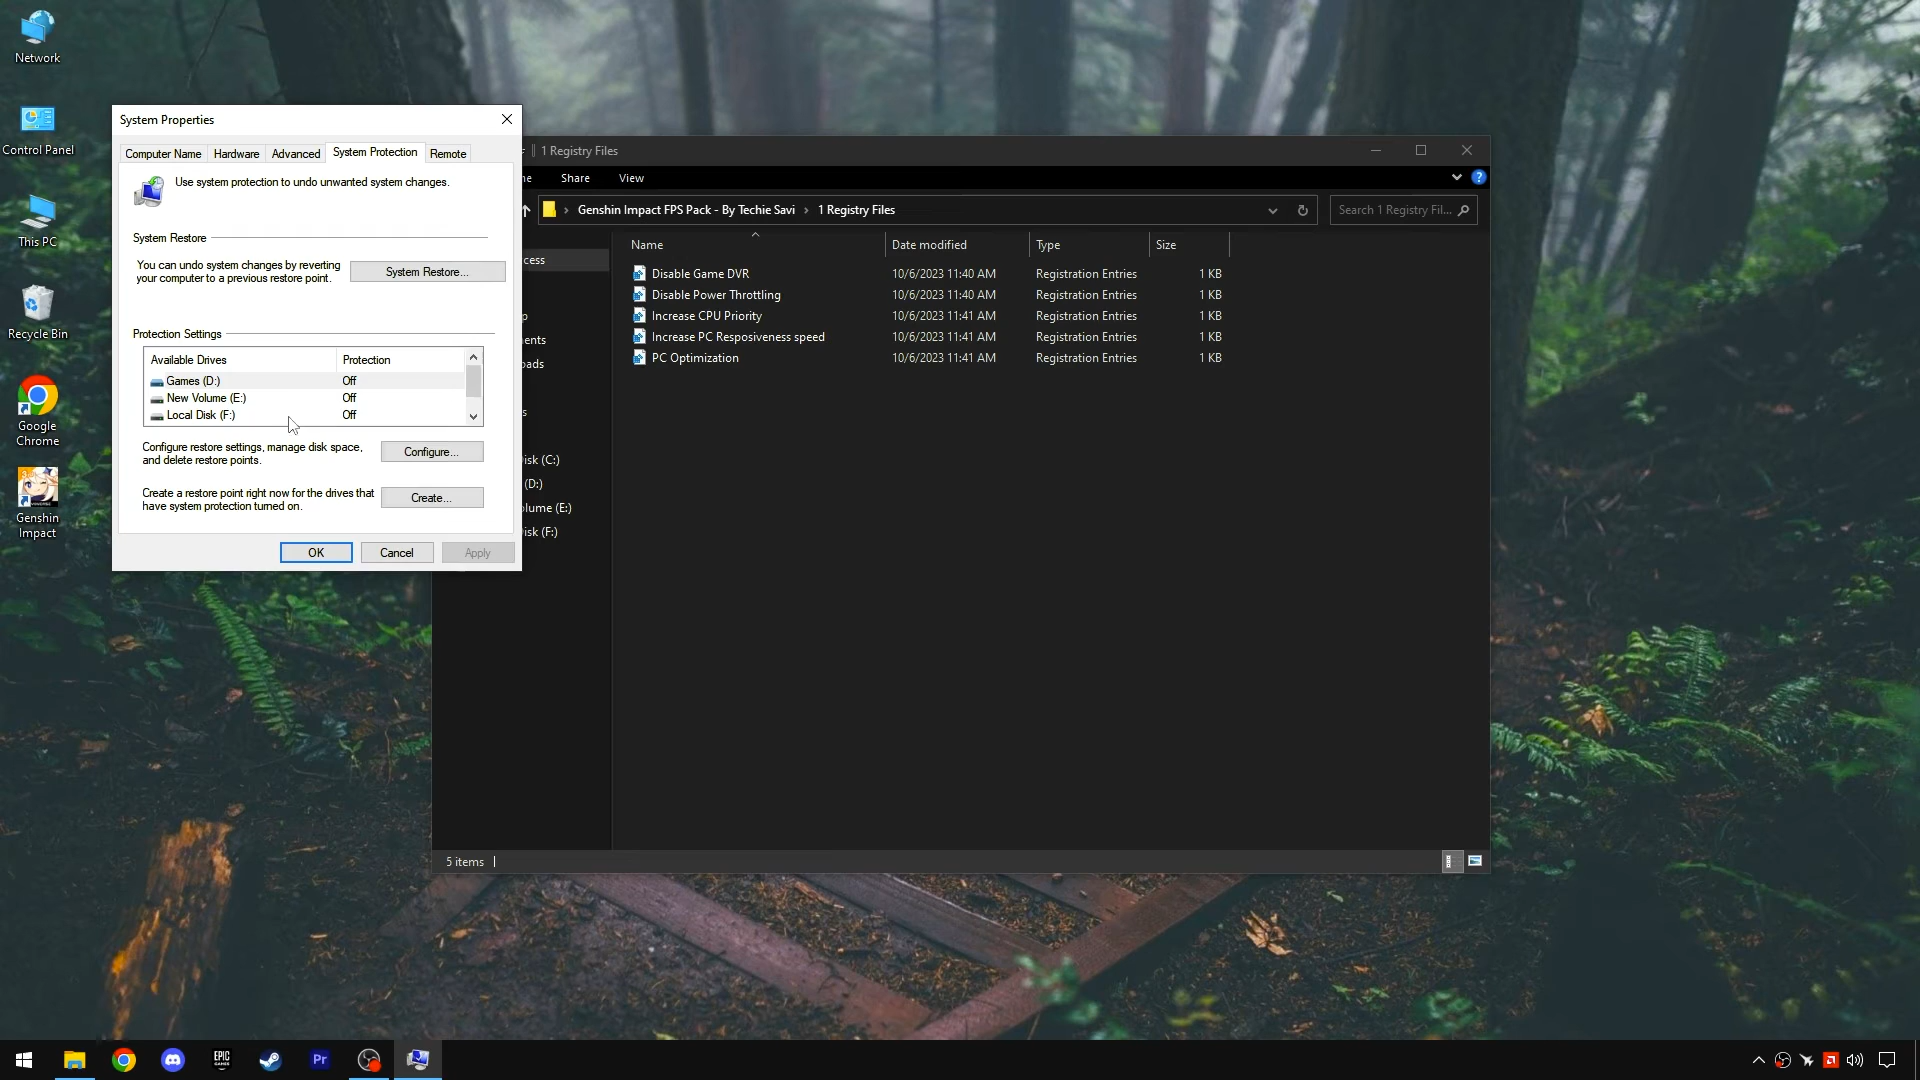 Network
Control Panel
This PC
Recycle Bin
Google
Chrome
Genshin
Impact
System Properties
Computer Name
Hardware
Advanced
System Protection
Remote
Use system protection to undo unwanted system changes.
System Restore
You can undo system changes by reverting
your computer to a previous restore point.
System Restore...
Protection Settings
Available Drives
Protection
Games (D:)
Off
New Volume (E:)
Off
Local Disk (F:)
Off
Configure restore settings, manage disk space,
and delete restore points.
Configure...
Create a restore point right now for the drives that
have system protection turned on.
Create...
OK
Cancel
Apply
1 Registry Files
Share
View
Genshin Impact FPS Pack - By Techie Savi
1 Registry Files
Search 1 Registry Fil...
Name
Date modified
Type
Size
Disable Game DVR
10/6/2023 11:40 AM
Registration Entries
1 KB
Disable Power Throttling
10/6/2023 11:40 AM
Registration Entries
1 KB
Increase CPU Priority
10/6/2023 11:41 AM
Registration Entries
1 KB
Increase PC Resposiveness speed
10/6/2023 11:41 AM
Registration Entries
1 KB
PC Optimization
10/6/2023 11:41 AM
Registration Entries
1 KB
cess
ents
oads
isk (C:)
(D:)
olume (E:)
isk (F:)
5 items
EPIC
GAMES
Pr